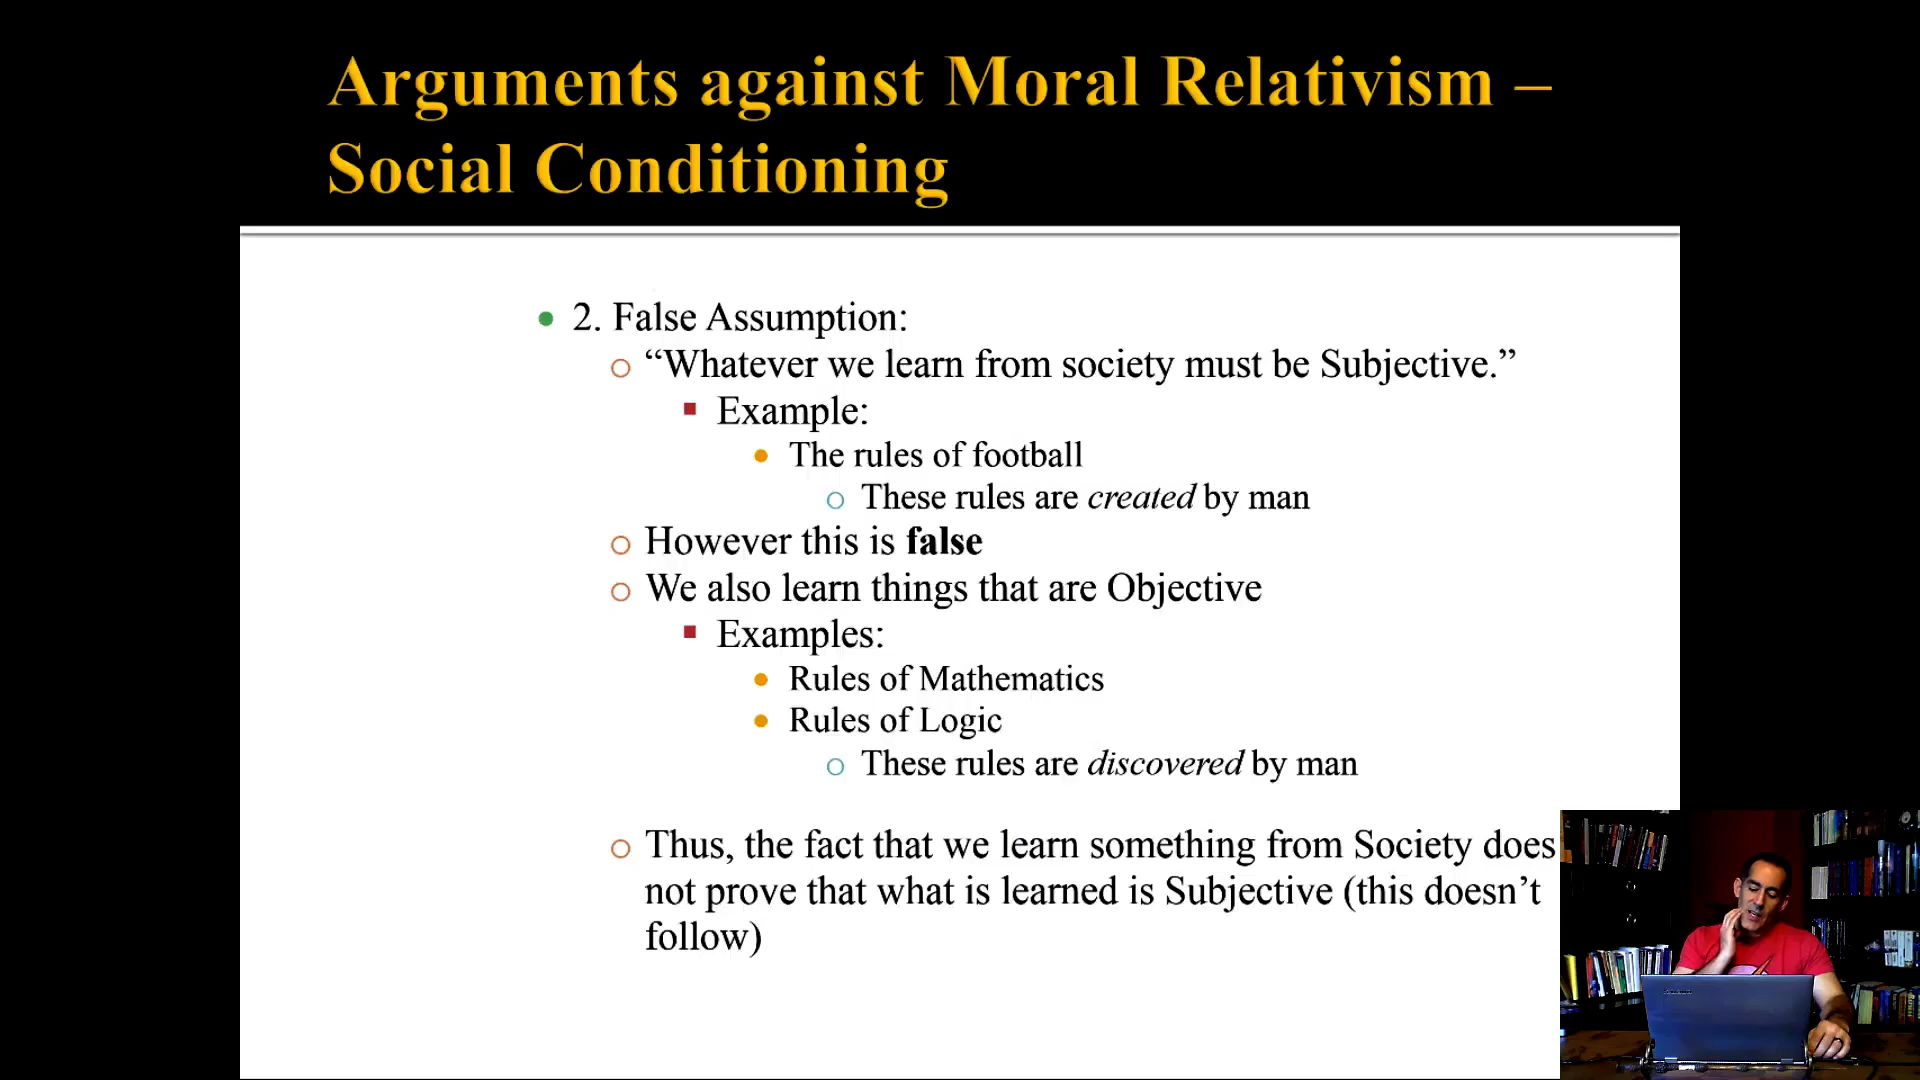 Arguments against Moral Relativism –
Social Conditioning
2. False Assumption:
“Whatever we learn from society must be Subjective.”
Example:
The rules of football
These rules are created by man
However this is false
We also learn things that are Objective
Examples:
Rules of Mathematics
Rules of Logic
These rules are discovered by man
Thus, the fact that we learn something from Society does
not prove that what is learned is Subjective (this doesn’t
follow)